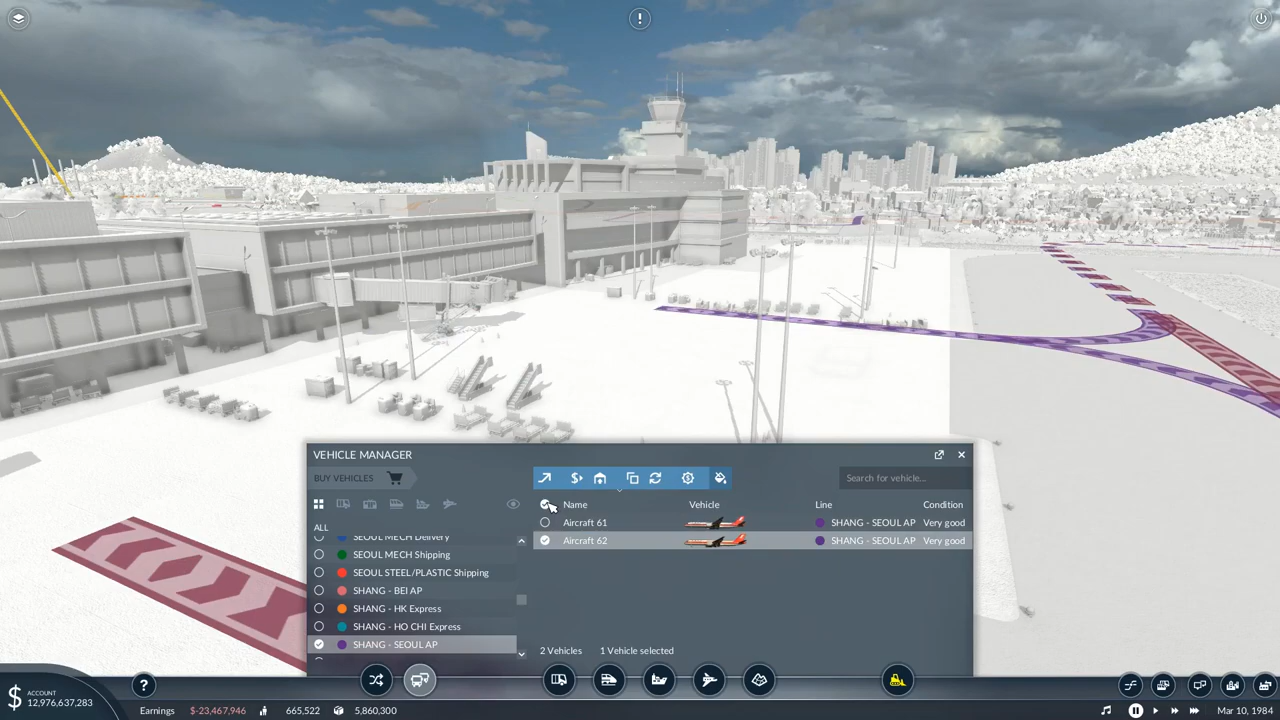 !
VEHICLE MANAGER
BUY VEHICLES
Search for vehicle...
Name Vehicle Line Condition
ALL
SEOUL MECH Delivery
SEOUL MECH Shipping
SEOUL STEEL/PLASTIC Shipping
SHANG - BEI AP
SHANG - HK Express
SHANG - HO CHI Express
SHANG - SEOUL AP
Aircraft 61 SHANG - SEOUL AP Very good
Aircraft 62 SHANG - SEOUL AP Very good
2 Vehicles 1 Vehicle selected
$ ACCOUNT
12,976,637,283
?
Earnings $-23,467,946 665,522 5,860,300
Mar 10, 1984